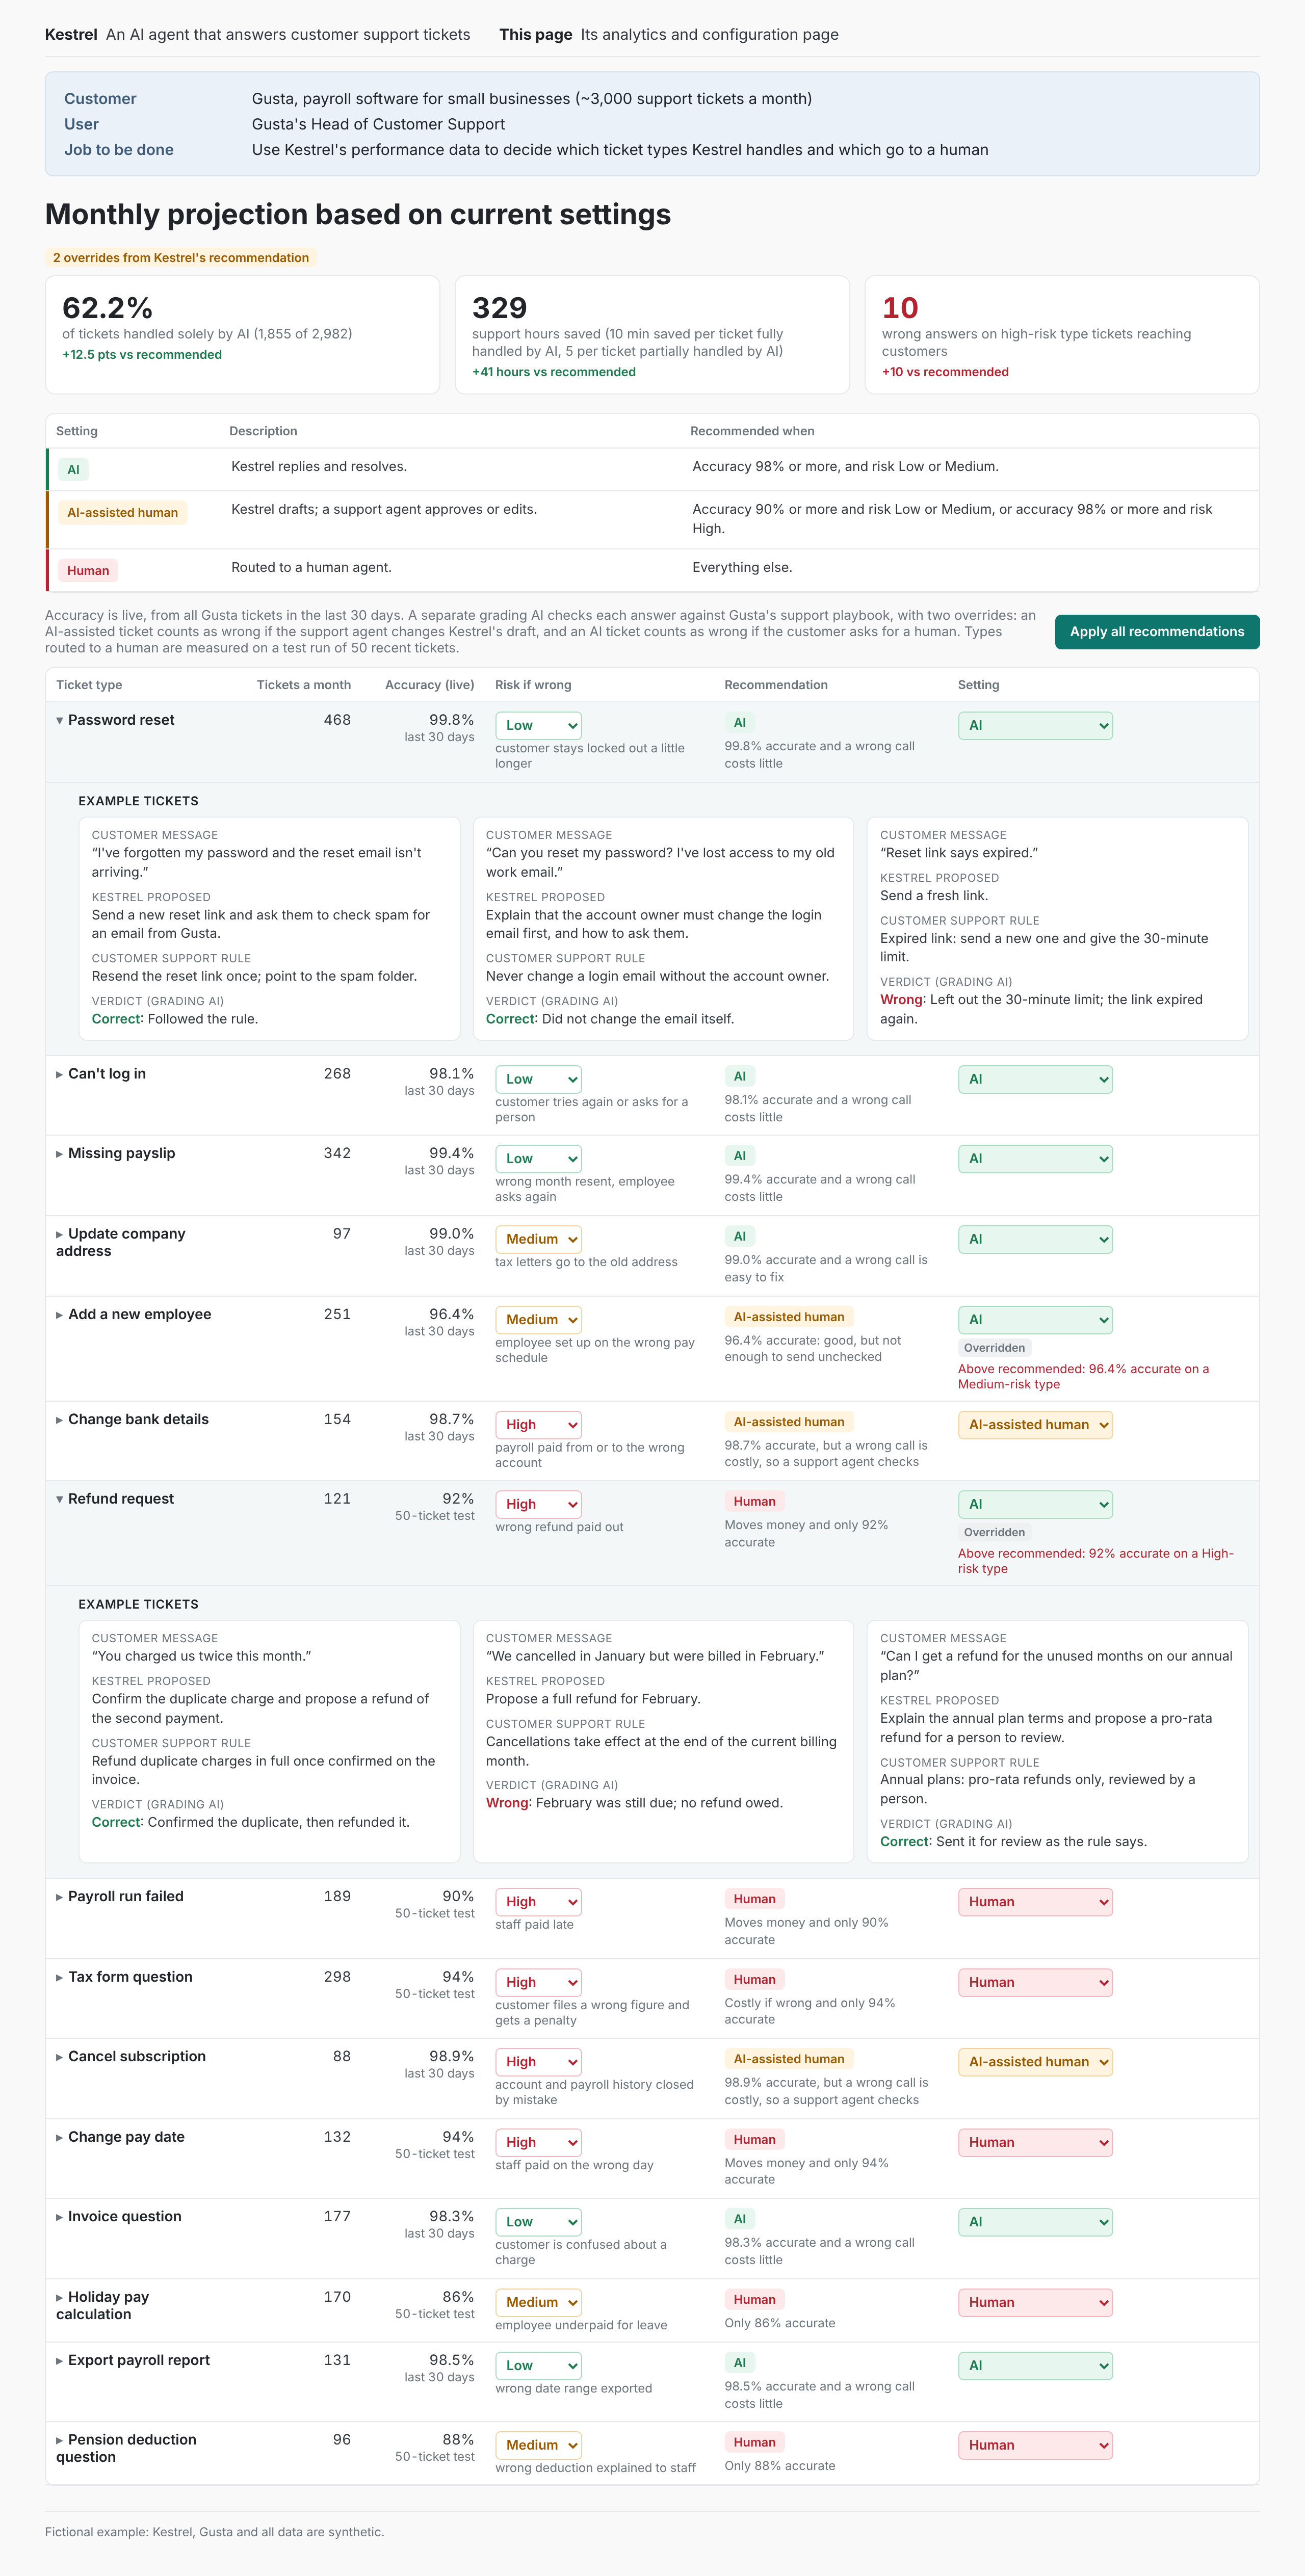 Kestrel An AI agent that answers customer support tickets This page Its analytics and configuration page
Customer Gusta, payroll software for small businesses (~3,000 support tickets a month)
User Gusta's Head of Customer Support
Job to be done Use Kestrel's performance data to decide which ticket types Kestrel handles and which go to a human
Monthly projection based on current settings
2 overrides from Kestrel's recommendation
62.2%
of tickets handled solely by AI (1,855 of 2,982)
+12.5 pts vs recommended
329
support hours saved (10 min saved per ticket fully
handled by AI, 5 per ticket partially handled by AI)
+41 hours vs recommended
10
wrong answers on high-risk type tickets reaching
customers
+10 vs recommended
Setting Description Recommended when
AI Kestrel replies and resolves. Accuracy 98% or more, and risk Low or Medium.
AI-assisted human Kestrel drafts; a support agent approves or edits. Accuracy 90% or more and risk Low or Medium, or accuracy 98% or more and risk
High.
Human Routed to a human agent. Everything else.
Accuracy is live, from all Gusta tickets in the last 30 days. A separate grading AI checks each answer against Gusta's support playbook, with two overrides: an
AI-assisted ticket counts as wrong if the support agent changes Kestrel's draft, and an AI ticket counts as wrong if the customer asks for a human. Types
routed to a human are measured on a test run of 50 recent tickets.
Apply all recommendations
Ticket type Tickets a month Accuracy (live) Risk if wrong Recommendation Setting
▾ Password reset 468 99.8% Low AI AI
last 30 days
customer stays locked out a little
longer
99.8% accurate and a wrong call
costs little
EXAMPLE TICKETS
CUSTOMER MESSAGE
“I've forgotten my password and the reset email isn't
arriving.”
KESTREL PROPOSED
Send a new reset link and ask them to check spam for
an email from Gusta.
CUSTOMER SUPPORT RULE
Resend the reset link once; point to the spam folder.
VERDICT (GRADING AI)
Correct: Followed the rule.
CUSTOMER MESSAGE
“Can you reset my password? I've lost access to my old
work email.”
KESTREL PROPOSED
Explain that the account owner must change the login
email first, and how to ask them.
CUSTOMER SUPPORT RULE
Never change a login email without the account owner.
VERDICT (GRADING AI)
Correct: Did not change the email itself.
CUSTOMER MESSAGE
“Reset link says expired.”
KESTREL PROPOSED
Send a fresh link.
CUSTOMER SUPPORT RULE
Expired link: send a new one and give the 30-minute
limit.
VERDICT (GRADING AI)
Wrong: Left out the 30-minute limit; the link expired
again.
▸ Can't log in 268 98.1% Low AI AI
last 30 days
customer tries again or asks for a
person
98.1% accurate and a wrong call
costs little
▸ Missing payslip 342 99.4% Low AI AI
last 30 days
wrong month resent, employee
asks again
99.4% accurate and a wrong call
costs little
▸ Update company
address
97 99.0% Medium AI AI
last 30 days
tax letters go to the old address
99.0% accurate and a wrong call is
easy to fix
▸ Add a new employee 251 96.4% Medium AI-assisted human AI
last 30 days
employee set up on the wrong pay
schedule
96.4% accurate: good, but not
enough to send unchecked
Overridden
Above recommended: 96.4% accurate on a
Medium-risk type
▸ Change bank details 154 98.7% High AI-assisted human AI-assisted human
last 30 days
payroll paid from or to the wrong
account
98.7% accurate, but a wrong call is
costly, so a support agent checks
▾ Refund request 121 92% High Human AI
50-ticket test
wrong refund paid out
Moves money and only 92%
accurate
Overridden
Above recommended: 92% accurate on a High-
risk type
EXAMPLE TICKETS
CUSTOMER MESSAGE
“You charged us twice this month.”
KESTREL PROPOSED
Confirm the duplicate charge and propose a refund of
the second payment.
CUSTOMER SUPPORT RULE
Refund duplicate charges in full once confirmed on the
invoice.
VERDICT (GRADING AI)
Correct: Confirmed the duplicate, then refunded it.
CUSTOMER MESSAGE
“We cancelled in January but were billed in February.”
KESTREL PROPOSED
Propose a full refund for February.
CUSTOMER SUPPORT RULE
Cancellations take effect at the end of the current billing
month.
VERDICT (GRADING AI)
Wrong: February was still due; no refund owed.
CUSTOMER MESSAGE
“Can I get a refund for the unused months on our annual
plan?”
KESTREL PROPOSED
Explain the annual plan terms and propose a pro-rata
refund for a person to review.
CUSTOMER SUPPORT RULE
Annual plans: pro-rata refunds only, reviewed by a
person.
VERDICT (GRADING AI)
Correct: Sent it for review as the rule says.
▸ Payroll run failed 189 90% High Human Human
50-ticket test
staff paid late
Moves money and only 90%
accurate
▸ Tax form question 298 94% High Human Human
50-ticket test
customer files a wrong figure and
gets a penalty
Costly if wrong and only 94%
accurate
▸ Cancel subscription 88 98.9% High AI-assisted human AI-assisted human
last 30 days
account and payroll history closed
by mistake
98.9% accurate, but a wrong call is
costly, so a support agent checks
▸ Change pay date 132 94% High Human Human
50-ticket test
staff paid on the wrong day
Moves money and only 94%
accurate
▸ Invoice question 177 98.3% Low AI AI
last 30 days
customer is confused about a
charge
98.3% accurate and a wrong call
costs little
▸ Holiday pay
calculation
170 86% Medium Human Human
50-ticket test
employee underpaid for leave
Only 86% accurate
▸ Export payroll report 131 98.5% Low AI AI
last 30 days
wrong date range exported
98.5% accurate and a wrong call
costs little
▸ Pension deduction
question
96 88% Medium Human Human
50-ticket test
wrong deduction explained to staff
Only 88% accurate
Fictional example: Kestrel, Gusta and all data are synthetic.